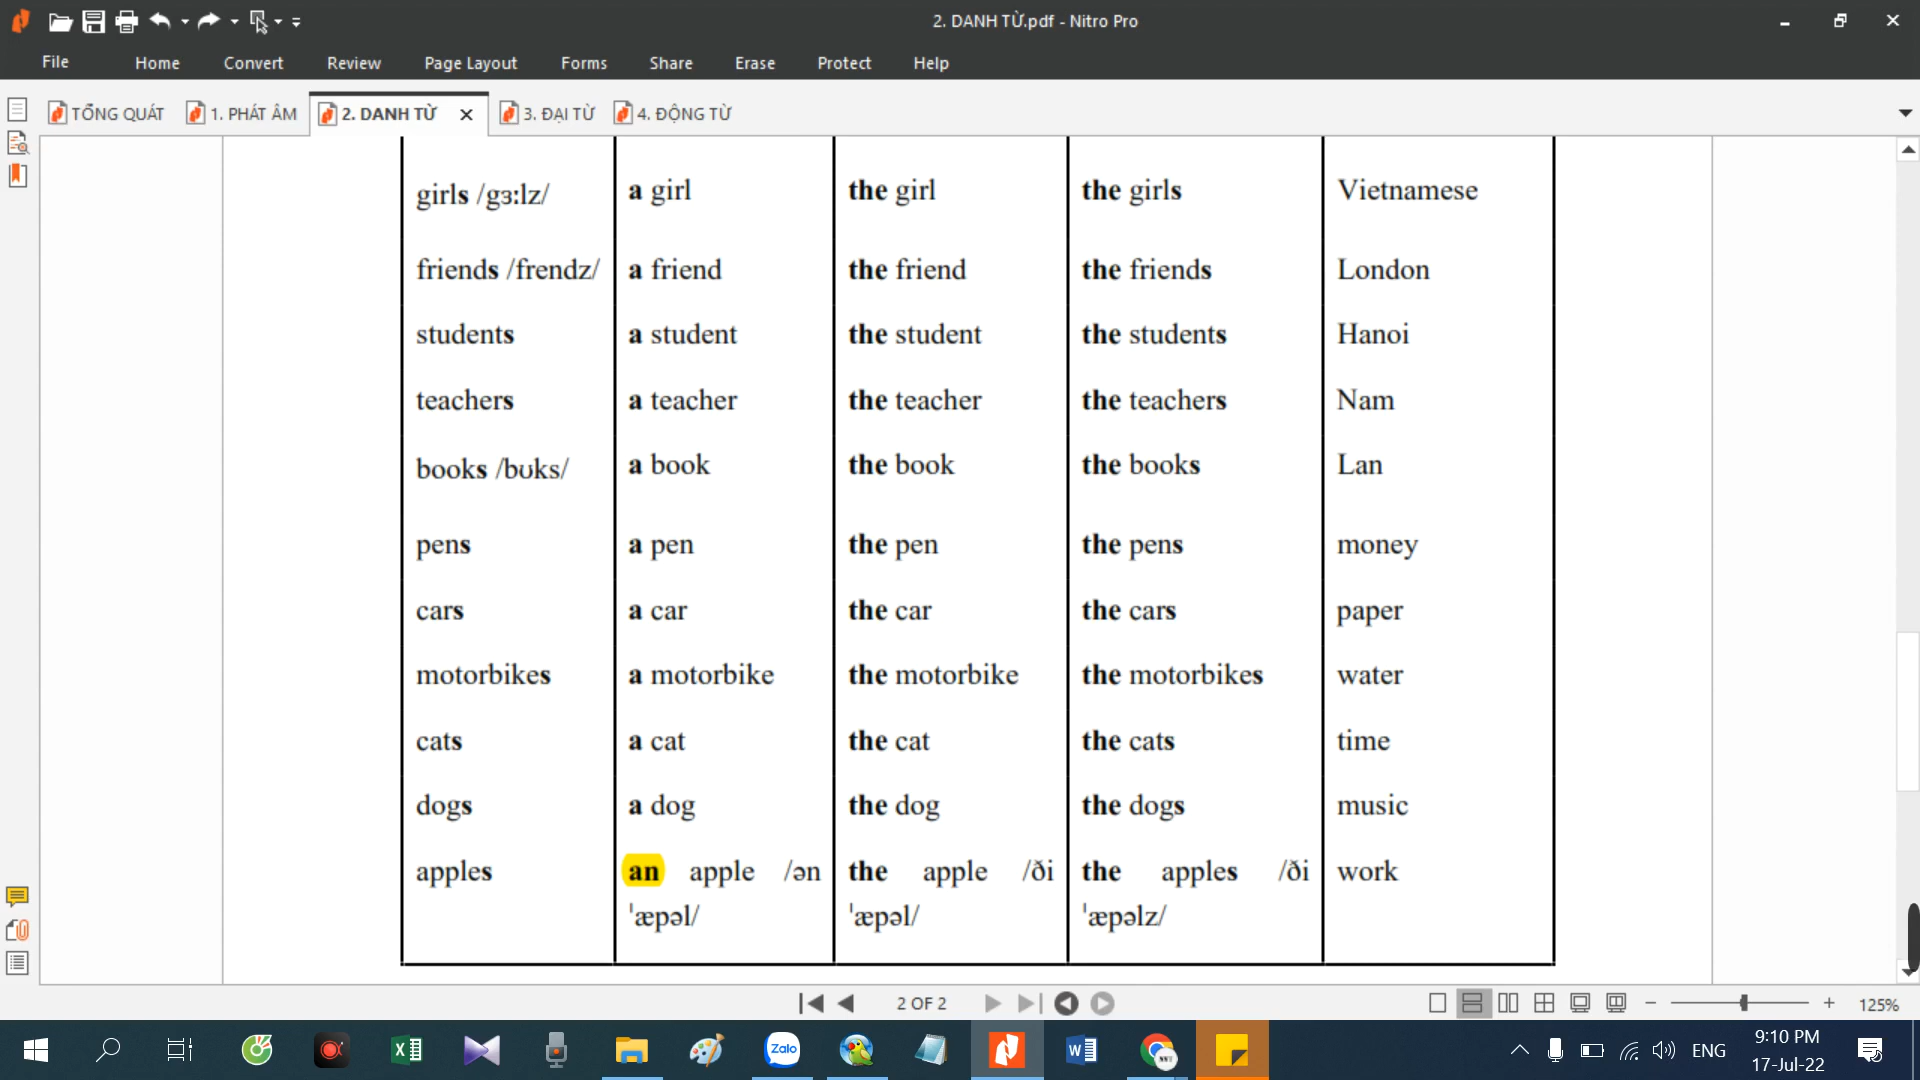 2. DANH TỪ.pdf - Nitro Pro
File Home Convert Review Page Layout Forms Share Erase Protect Help
TỔNG QUÁT 1. PHÁT ÂM 2. DANH TỪ 3. ĐẠI TỪ 4. ĐỘNG TỪ
girls /gɜ:lz/ a girl the girl the girls Vietnamese
friends /frendz/ a friend the friend the friends London
students a student the student the students Hanoi
teachers a teacher the teacher the teachers Nam
books /bʊks/ a book the book the books Lan
pens a pen the pen the pens money
cars a car the car the cars paper
motorbikes a motorbike the motorbike the motorbikes water
cats a cat the cat the cats time
dogs a dog the dog the dogs music
apples an apple /ən the apple /ði the apples /ði work
ˈæpəl/ ˈæpəl/ ˈæpəlz/
2 OF 2 125%
Zalo ENG 9:10 PM
17-Jul-22